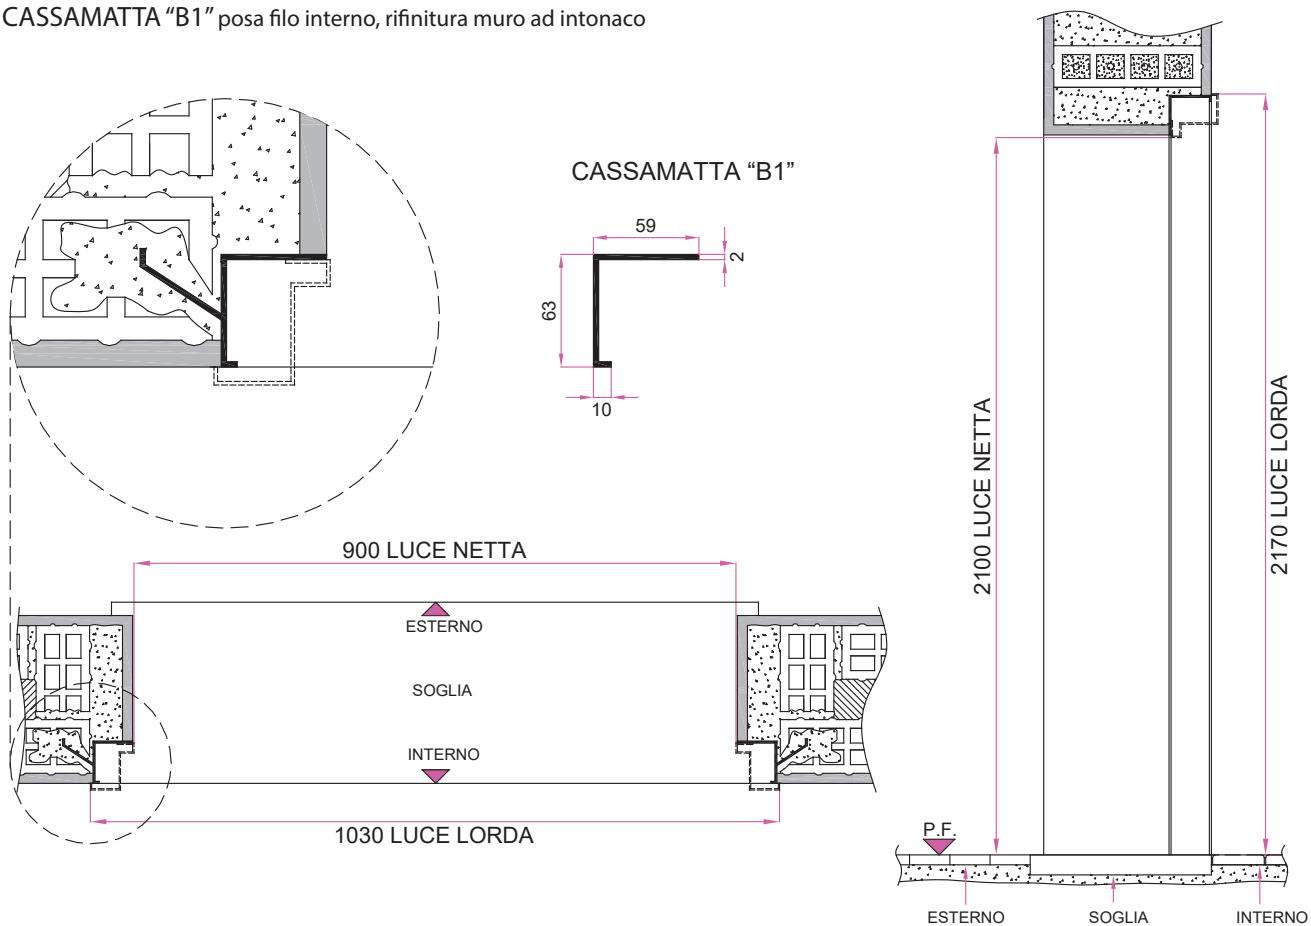 CASSAMATTA “B1” posa filo interno, rifinitura muro ad intonaco
CASSAMATTA “B1”
59
2
63
10
900 LUCE NETTA
ESTERNO
SOGLIA
INTERNO
1030 LUCE LORDA
2100 LUCE NETTA
2170 LUCE LORDA
P.F.
ESTERNO
SOGLIA
INTERNO